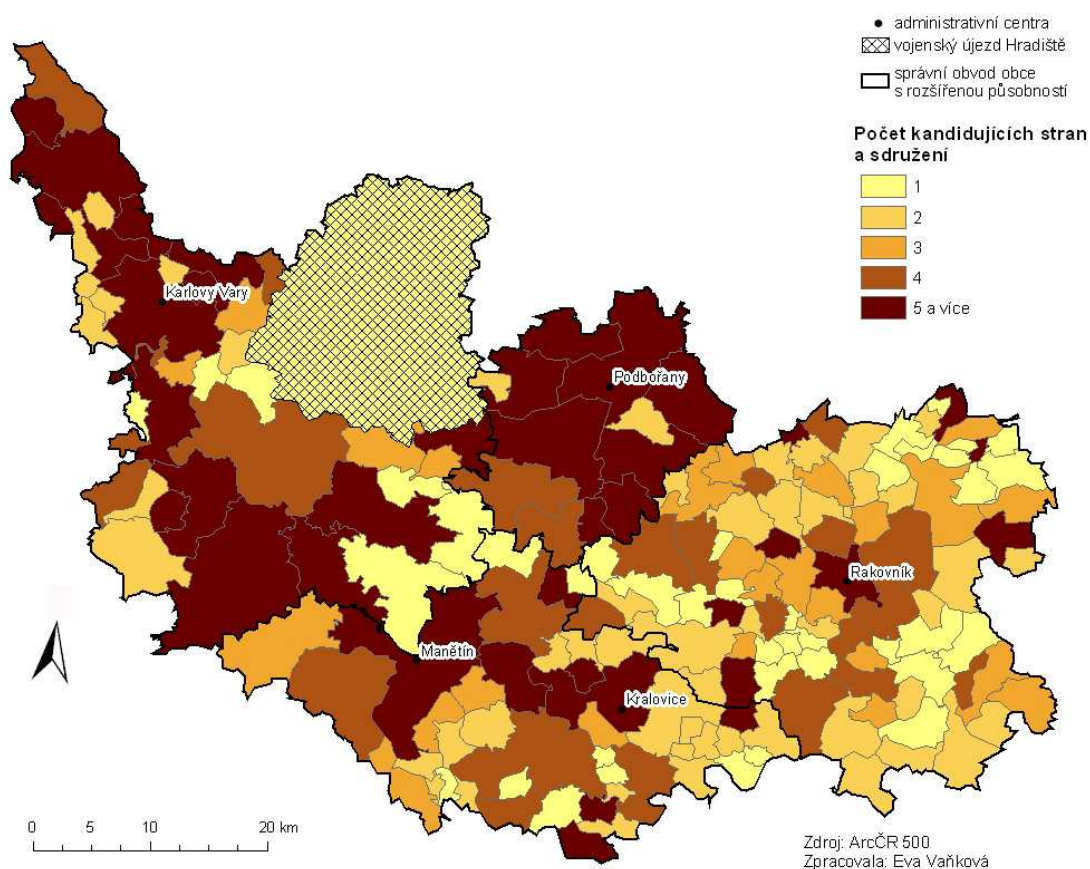 administrativní centra
vojenský újezd Hradiště
správní obvod obce
s rozšířenou působností
Počet kandidujících stran
a sdružení
1
2
3
4
5 a více
Karlovy Vary
Podbořany
Rakovník
Manětín
Kralovice
0 5 10 20 km
Zdroj: ArcČR 500
Zpracovala: Eva Vaňková